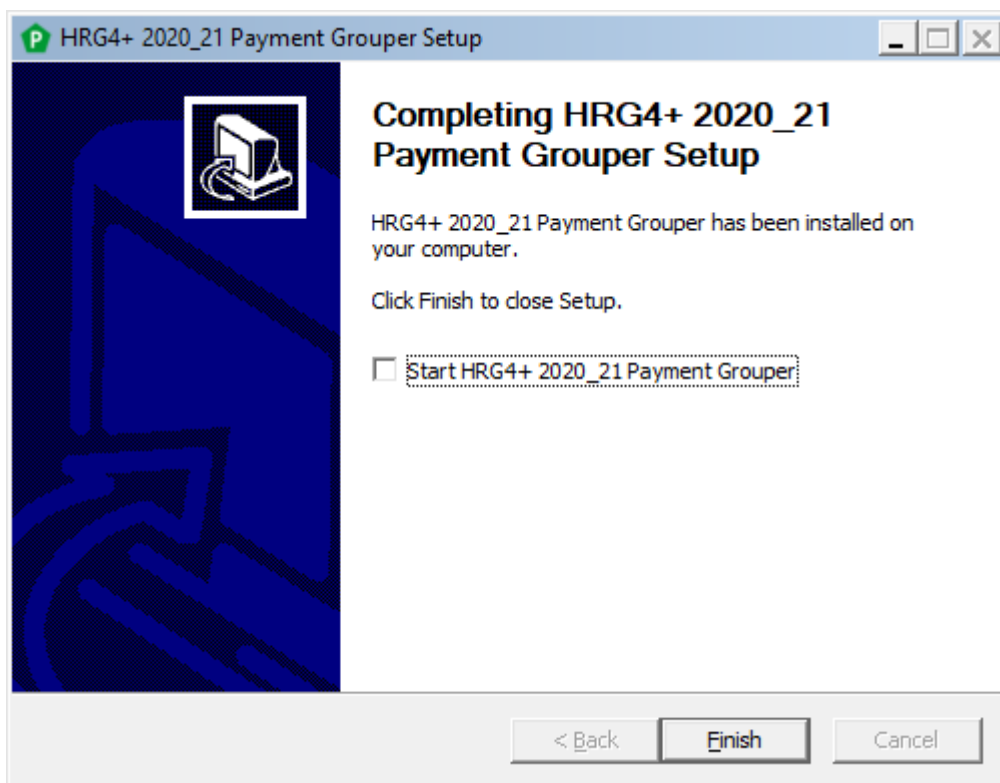 HRG4+ 2020_21 Payment Grouper Setup
Completing HRG4+ 2020_21
Payment Grouper Setup
HRG4+ 2020_21 Payment Grouper has been installed on
your computer.
Click Finish to close Setup.
Start HRG4+ 2020_21 Payment Grouper
< Back
Finish
Cancel